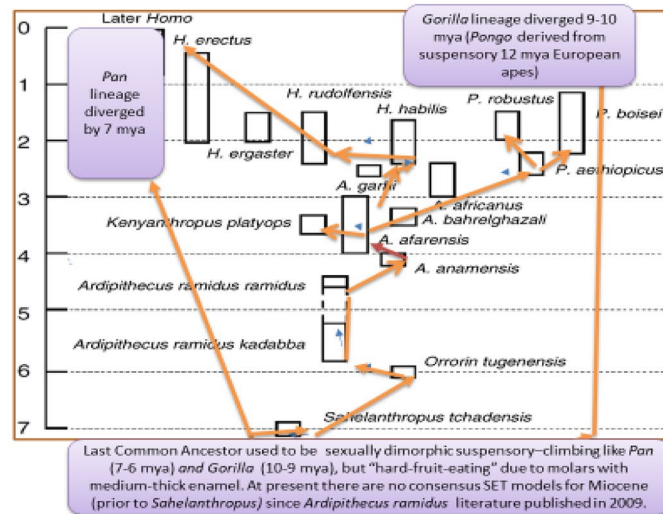 0
Later Homo
H. erectus
Gorilla lineage diverged 9-10
mya (Pongo derived from
suspensory 12 mya European
apes)
Pan
lineage
diverged
by 7 mya
1
H. rudolfensis
H. habilis
P. robustus
P. boisei
2
H. ergaster
P. aethiopicus
A. garhi
3
A. africanus
Kenyanthropus platyops
A. bahrelghazali
A. afarensis
4
A. anamensis
Ardipithecus ramidus ramidus
5
Ardipithecus ramidus kadabba
Orrorin tugenensis
6
Sahelanthropus tchadensis
7
Last Common Ancestor used to be sexually dimorphic suspensory–climbing like Pan
(7-6 mya) and Gorilla (10-9 mya), but "hard-fruit-eating" due to molars with
medium-thick enamel. At present there are no consensus SET models for Miocene
(prior to Sahelanthropus) since Ardipithecus ramidus literature published in 2009.